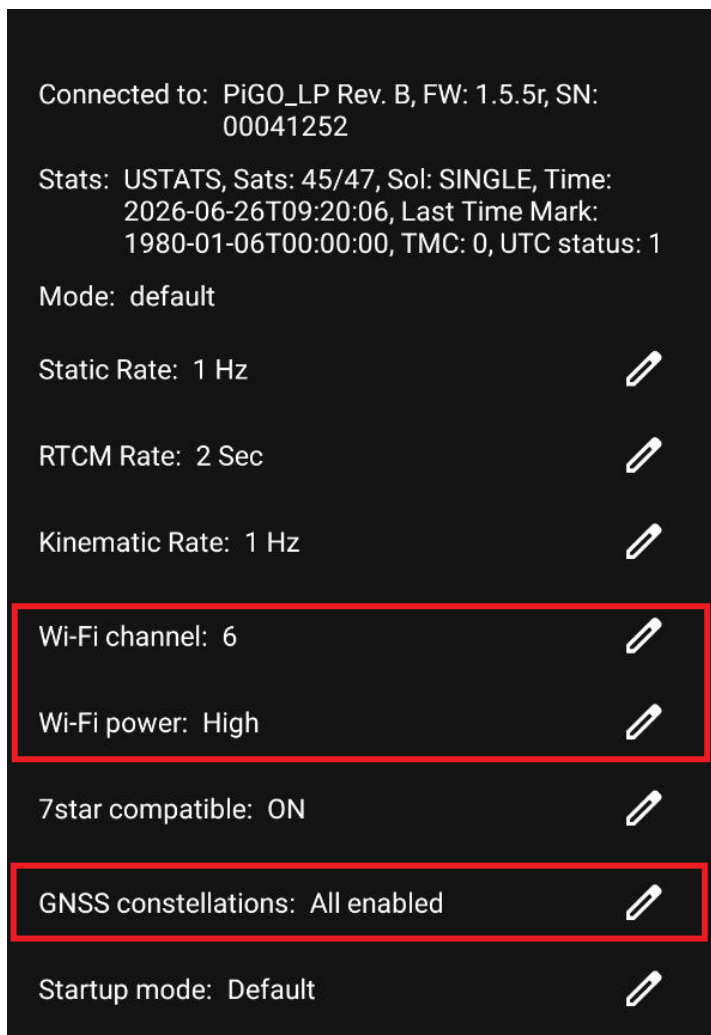 Connected to: PiGO_LP Rev. B, FW: 1.5.5r, SN:
00041252
Stats: USTATS, Sats: 45/47, Sol: SINGLE, Time:
2026-06-26T09:20:06, Last Time Mark:
1980-01-06T00:00:00, TMC: 0, UTC status: 1
Mode: default
Static Rate: 1 Hz
RTCM Rate: 2 Sec
Kinematic Rate: 1 Hz
Wi-Fi channel: 6
Wi-Fi power: High
7star compatible: ON
GNSS constellations: All enabled
Startup mode: Default